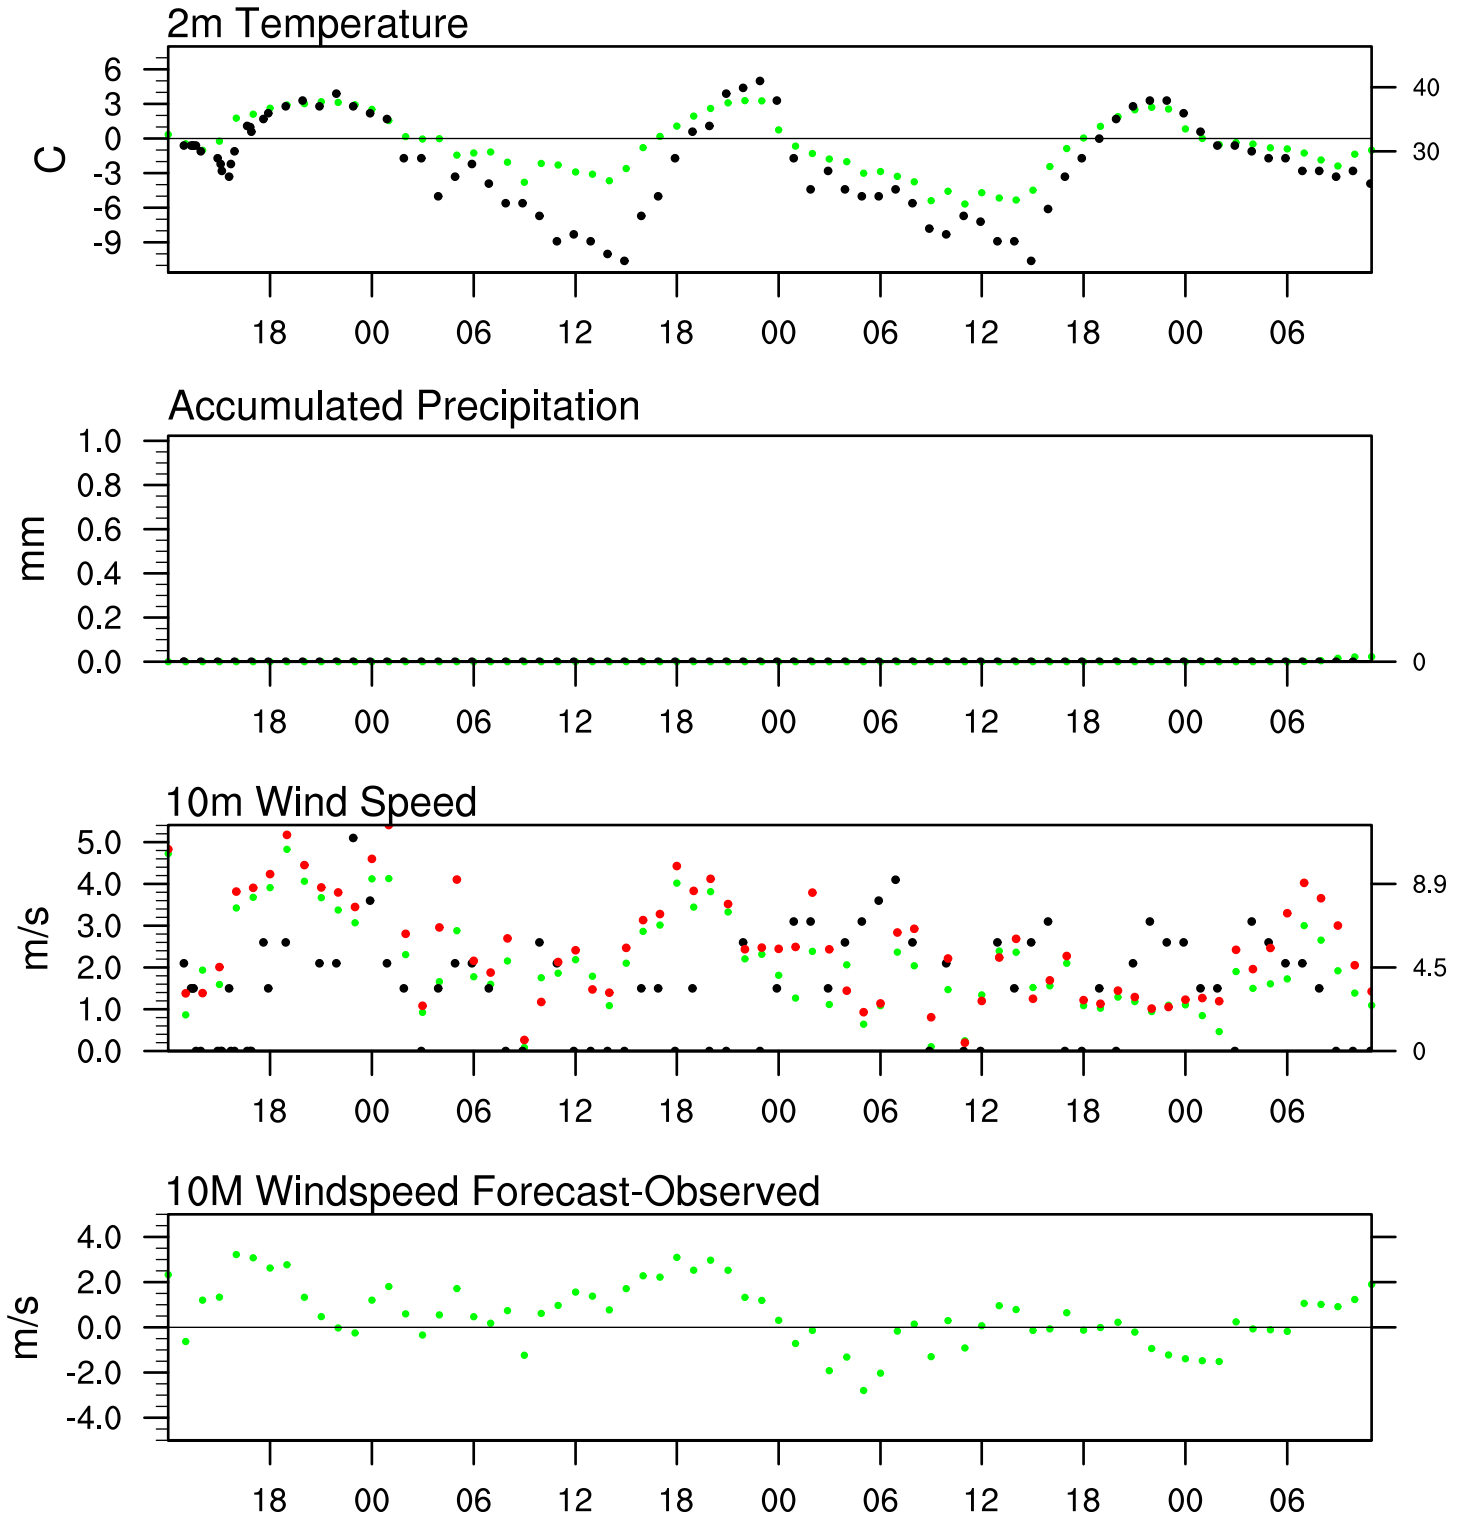 2m Temperature
6
3
0
-3
-6
-9
C
40
30
18 00 06 12 18 00 06 12 18 00 06
Accumulated Precipitation
1.0
0.8
0.6
0.4
0.2
0.0
mm
0
18 00 06 12 18 00 06 12 18 00 06
10m Wind Speed
5.0
4.0
3.0
2.0
1.0
0.0
m/s
8.9
4.5
0
18 00 06 12 18 00 06 12 18 00 06
10M Windspeed Forecast-Observed
4.0
2.0
0.0
-2.0
-4.0
m/s
18 00 06 12 18 00 06 12 18 00 06